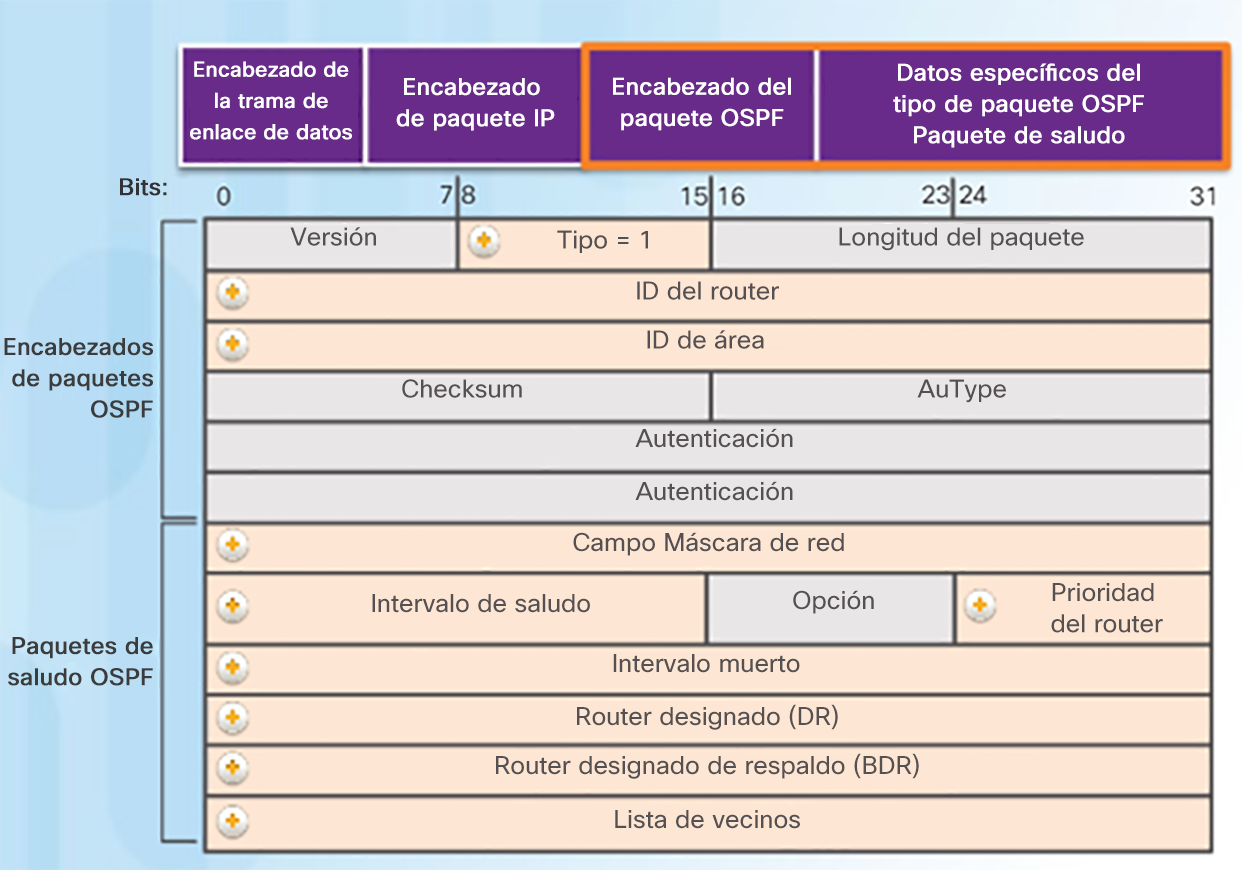 Encabezado de
la trama de
enlace de datos
Encabezado
de paquete IP
Encabezado del
paquete OSPF
Datos específicos del
tipo de paquete OSPF
Paquete de saludo
Bits: 0 7 8 15 16 23 24 31
Encabezados
de paquetes
OSPF
Versión
Tipo = 1
Longitud del paquete
ID del router
ID de área
Checksum
AuType
Autenticación
Autenticación
Paquetes de
saludo OSPF
Campo Máscara de red
Intervalo de saludo
Opción
Prioridad
del router
Intervalo muerto
Router designado (DR)
Router designado de respaldo (BDR)
Lista de vecinos